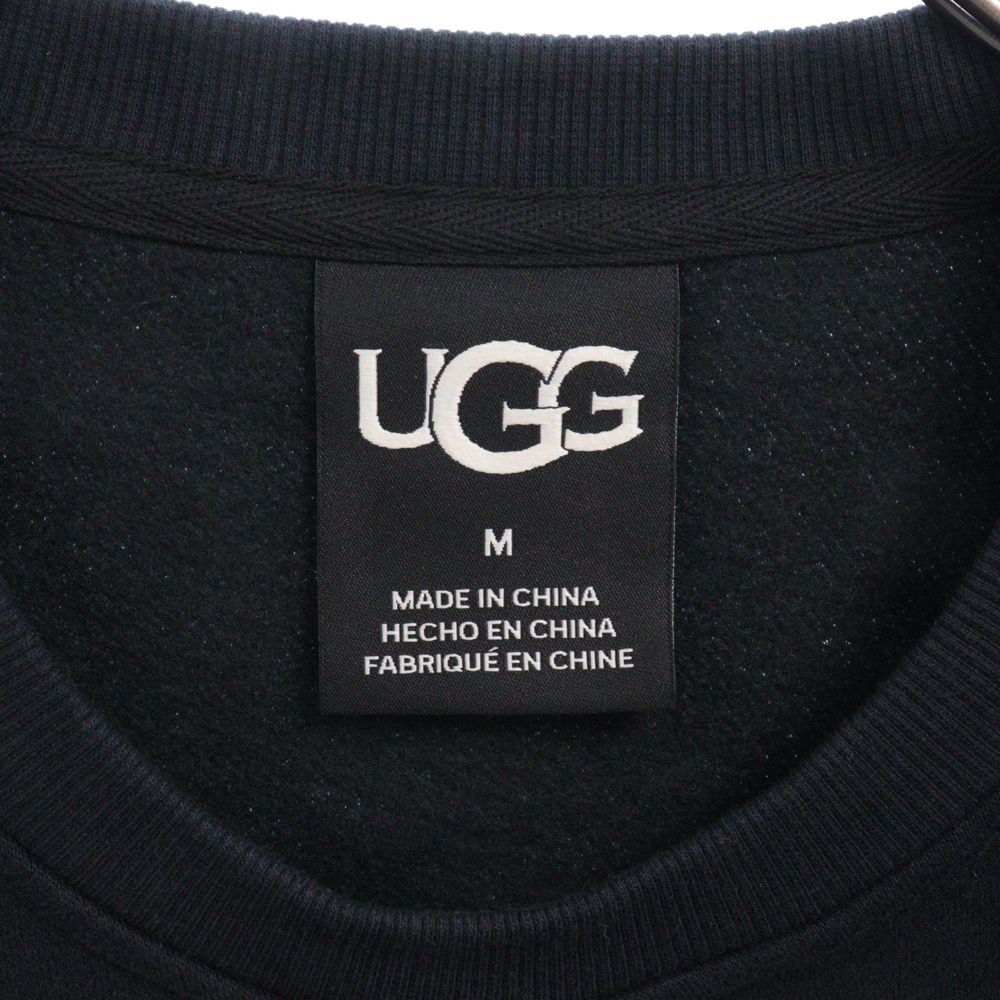 UGG
M
MADE IN CHINA
HECHO EN CHINA
FABRIQUÉ EN CHINE